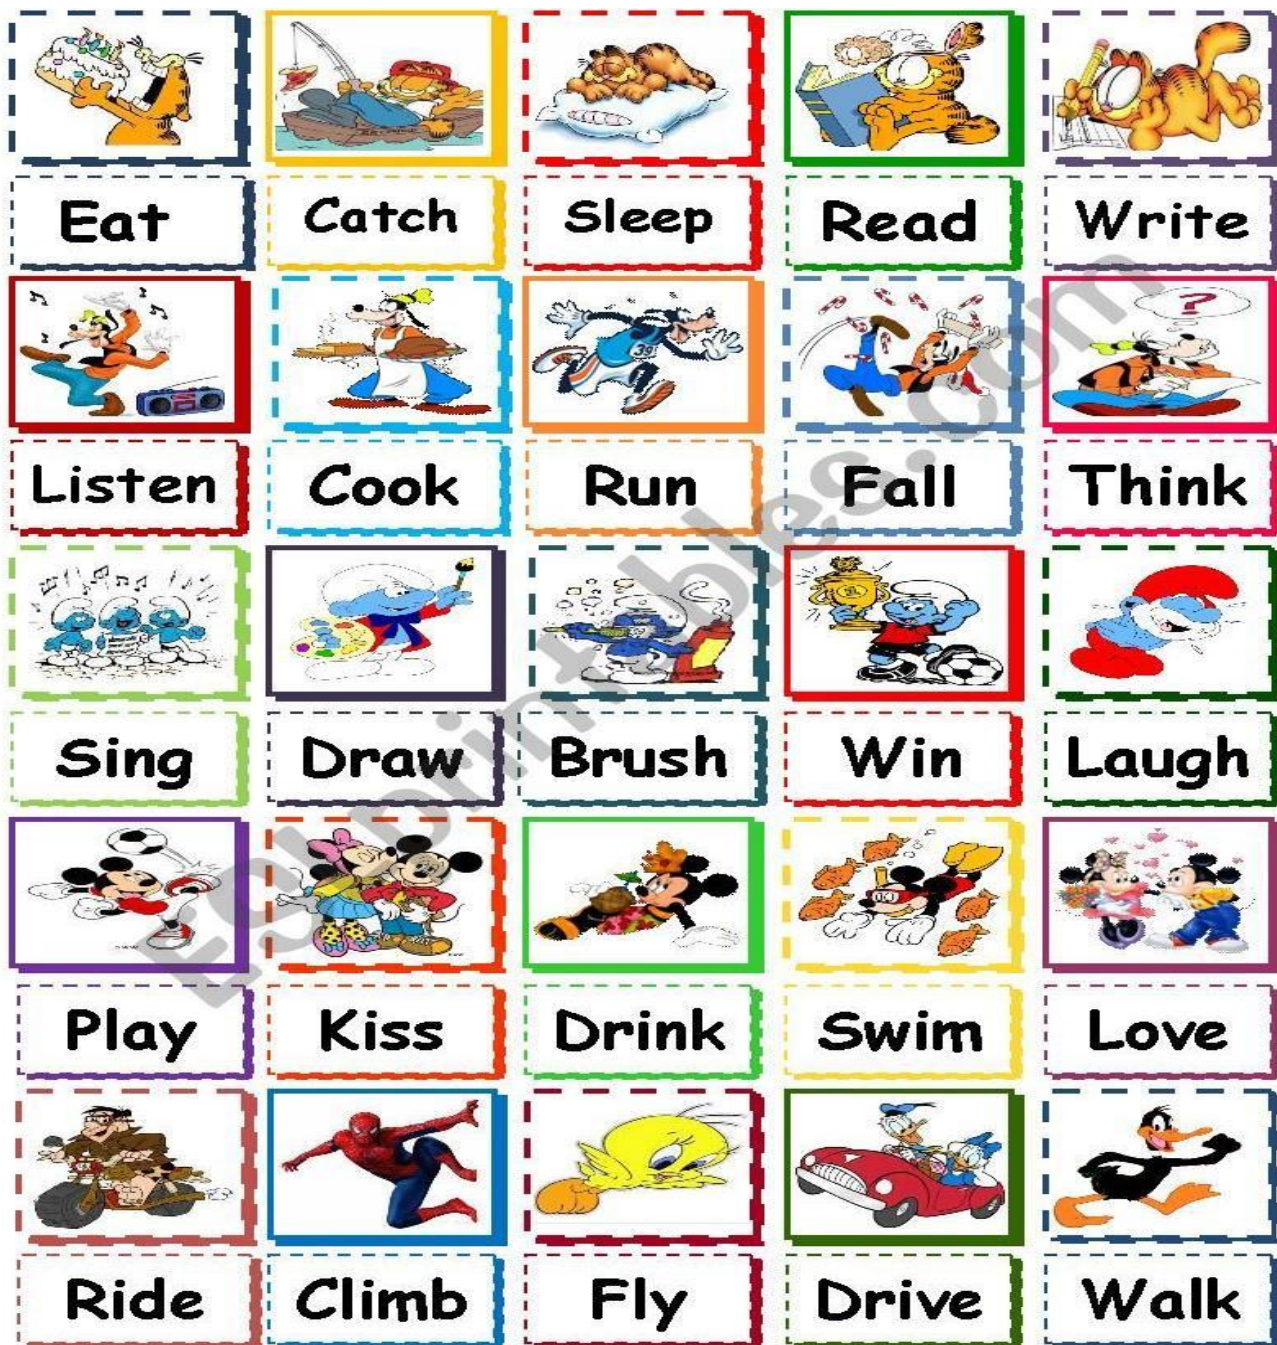 Eat Catch Sleep Read Write
Listen Cook Run Fall Think
Sing Draw Brush Win Laugh
Play Kiss Drink Swim Love
Ride Climb Fly Drive Walk
ESLprintables.com